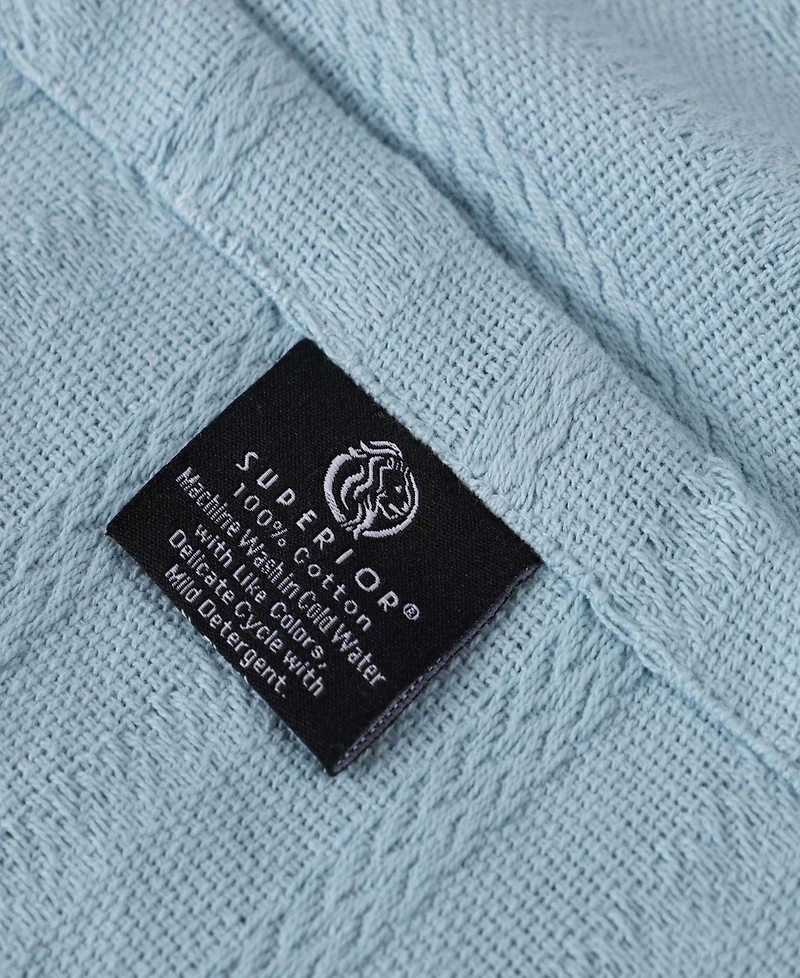 SUPERIOR®
100% Cotton
Machine Wash in Cold Water
with Like Colors,
Delicate Cycle with
Mild Detergent.